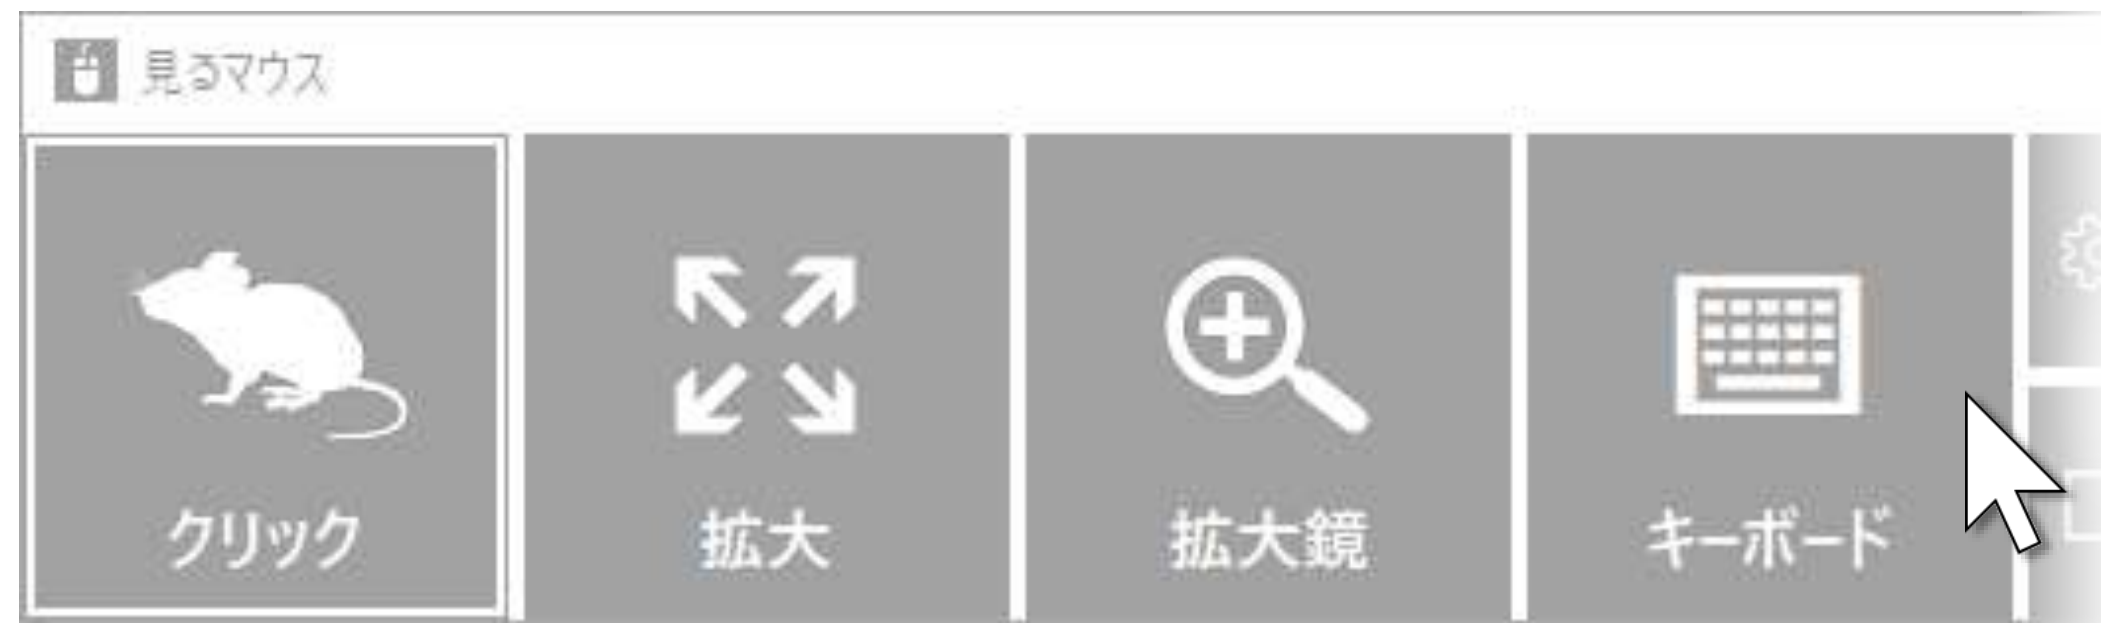 見るマウス
クリック
拡大
拡大鏡
キーボード